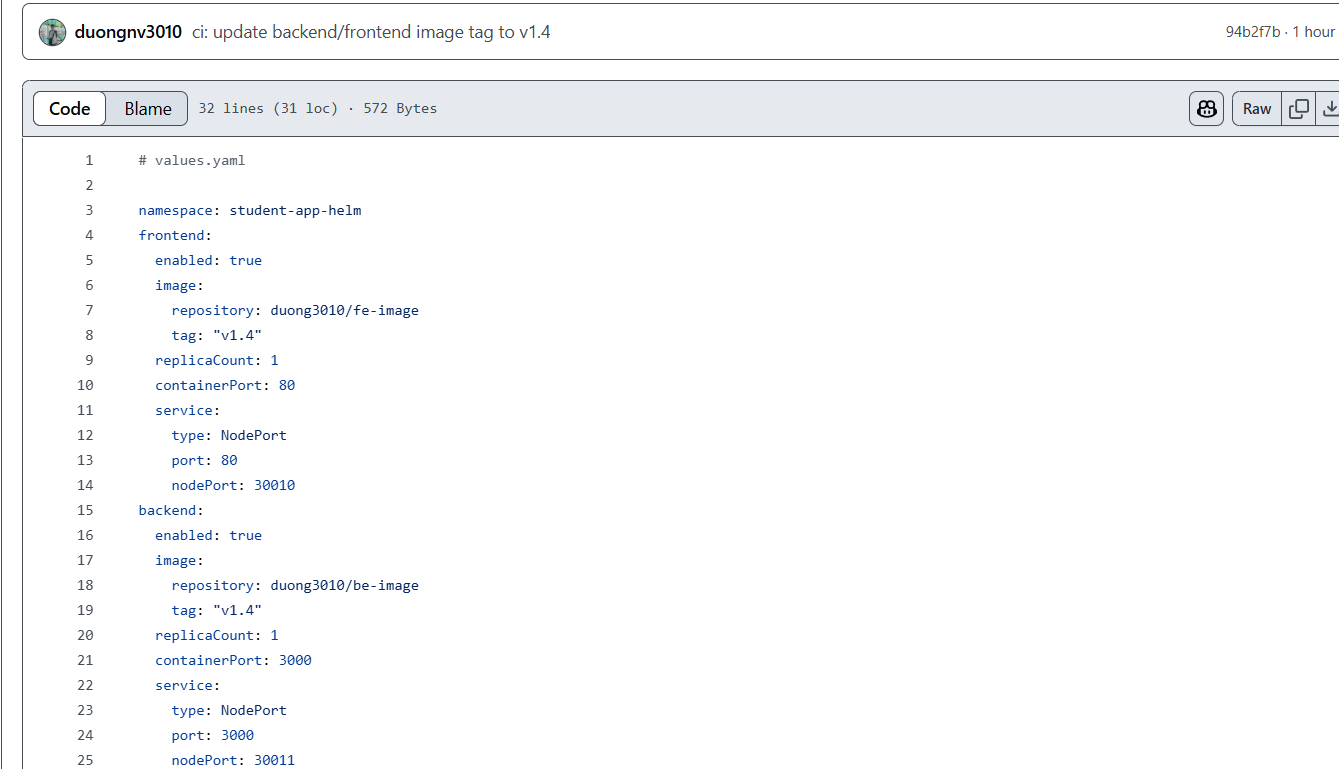 duongnv3010 ci: update backend/frontend image tag to v1.4 94b2f7b · 1 hour
Code Blame 32 lines (31 loc) · 572 Bytes Raw
1 # values.yaml
2
3 namespace: student-app-helm
4 frontend:
5   enabled: true
6   image:
7     repository: duong3010/fe-image
8     tag: "v1.4"
9   replicaCount: 1
10   containerPort: 80
11   service:
12     type: NodePort
13     port: 80
14     nodePort: 30010
15 backend:
16   enabled: true
17   image:
18     repository: duong3010/be-image
19     tag: "v1.4"
20   replicaCount: 1
21   containerPort: 3000
22   service:
23     type: NodePort
24     port: 3000
25     nodePort: 30011